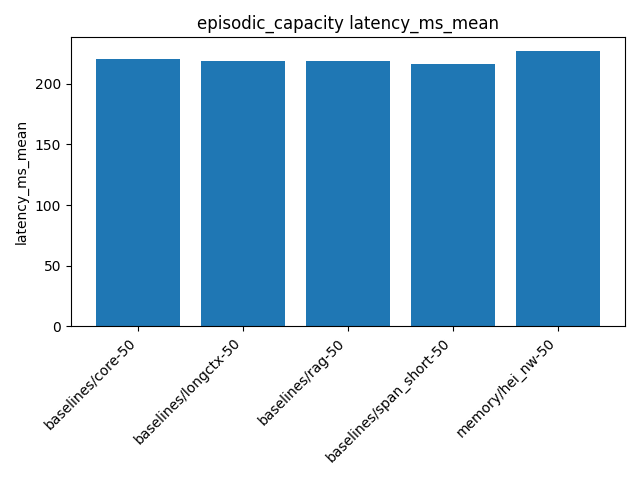 episodic_capacity latency_ms_mean
latency_ms_mean
200
150
100
50
0
baselines/core-50
baselines/longctx-50
baselines/rag-50
baselines/span_short-50
memory/hei_nw-50